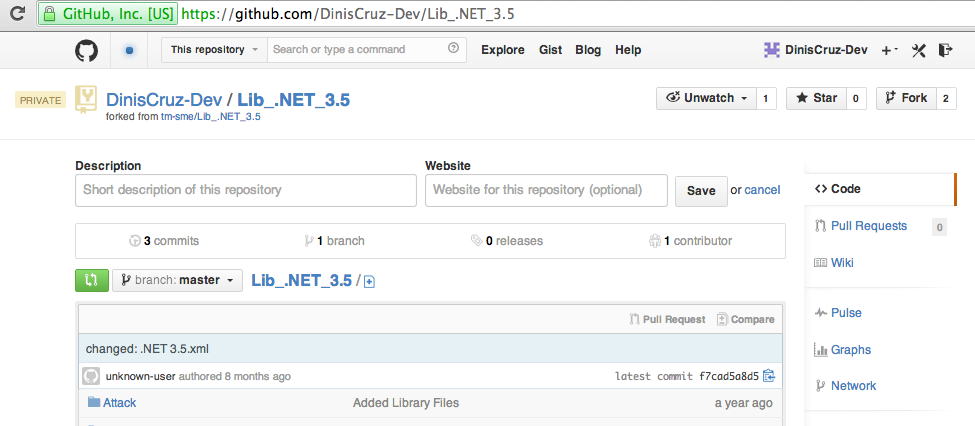 GitHub, Inc. [US] https://github.com/DinisCruz-Dev/Lib_.NET_3.5
This repository Search or type a command Explore Gist Blog Help DinisCruz-Dev
PRIVATE DinisCruz-Dev / Lib_.NET_3.5 Unwatch 1 Star 0 Fork 2
forked from tm-sme/Lib_.NET_3.5
Description Website
Short description of this repository Website for this repository (optional) Save or cancel
3 commits 1 branch 0 releases 1 contributor
branch: master Lib_.NET_3.5 /
Pull Request Compare
changed: .NET 3.5.xml
unknown-user authored 8 months ago latest commit f7cad5a8d5
Attack Added Library Files a year ago
Code
Pull Requests 0
Wiki
Pulse
Graphs
Network